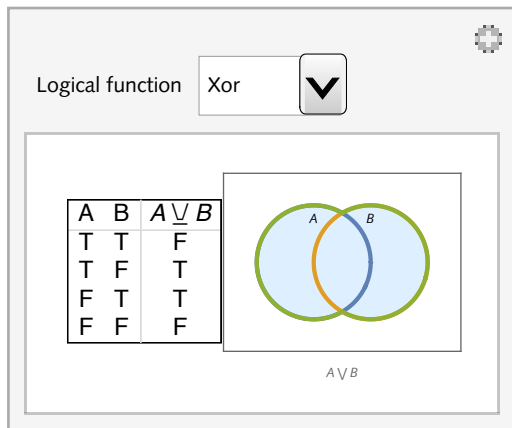 Logical function Xor
A B A ⊻ B
T T F
T F T
F T T
F F F
A B
A ⋁ B